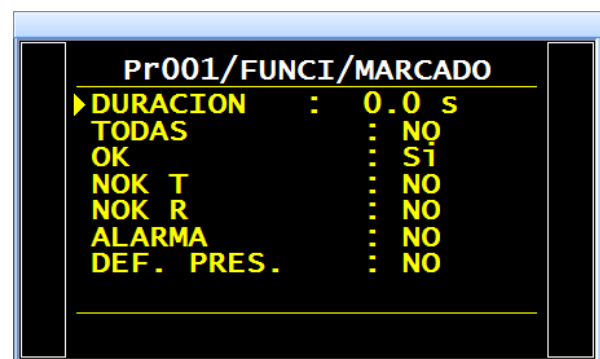 Pr001/FUNCI/MARCADO
DURACION : 0.0 s
TODAS : NO
OK : Si
NOK T : NO
NOK R : NO
ALARMA : NO
DEF. PRES. : NO